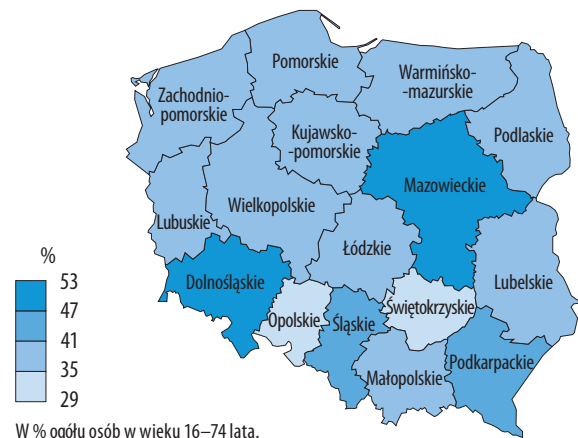 Pomorskie
Warmińsko-
-mazurskie
Zachodnio-
pomorskie
Podlaskie
Kujawsko-
-pomorskie
Mazowieckie
Wielkopolskie
Lubuskie
Łódzkie
Lubelskie
Dolnośląskie
Opolskie
Śląskie
Świętokrzyskie
Małopolskie
Podkarpackie
%
53
47
41
35
29
W % ogółu osób w wieku 16–74 lata.